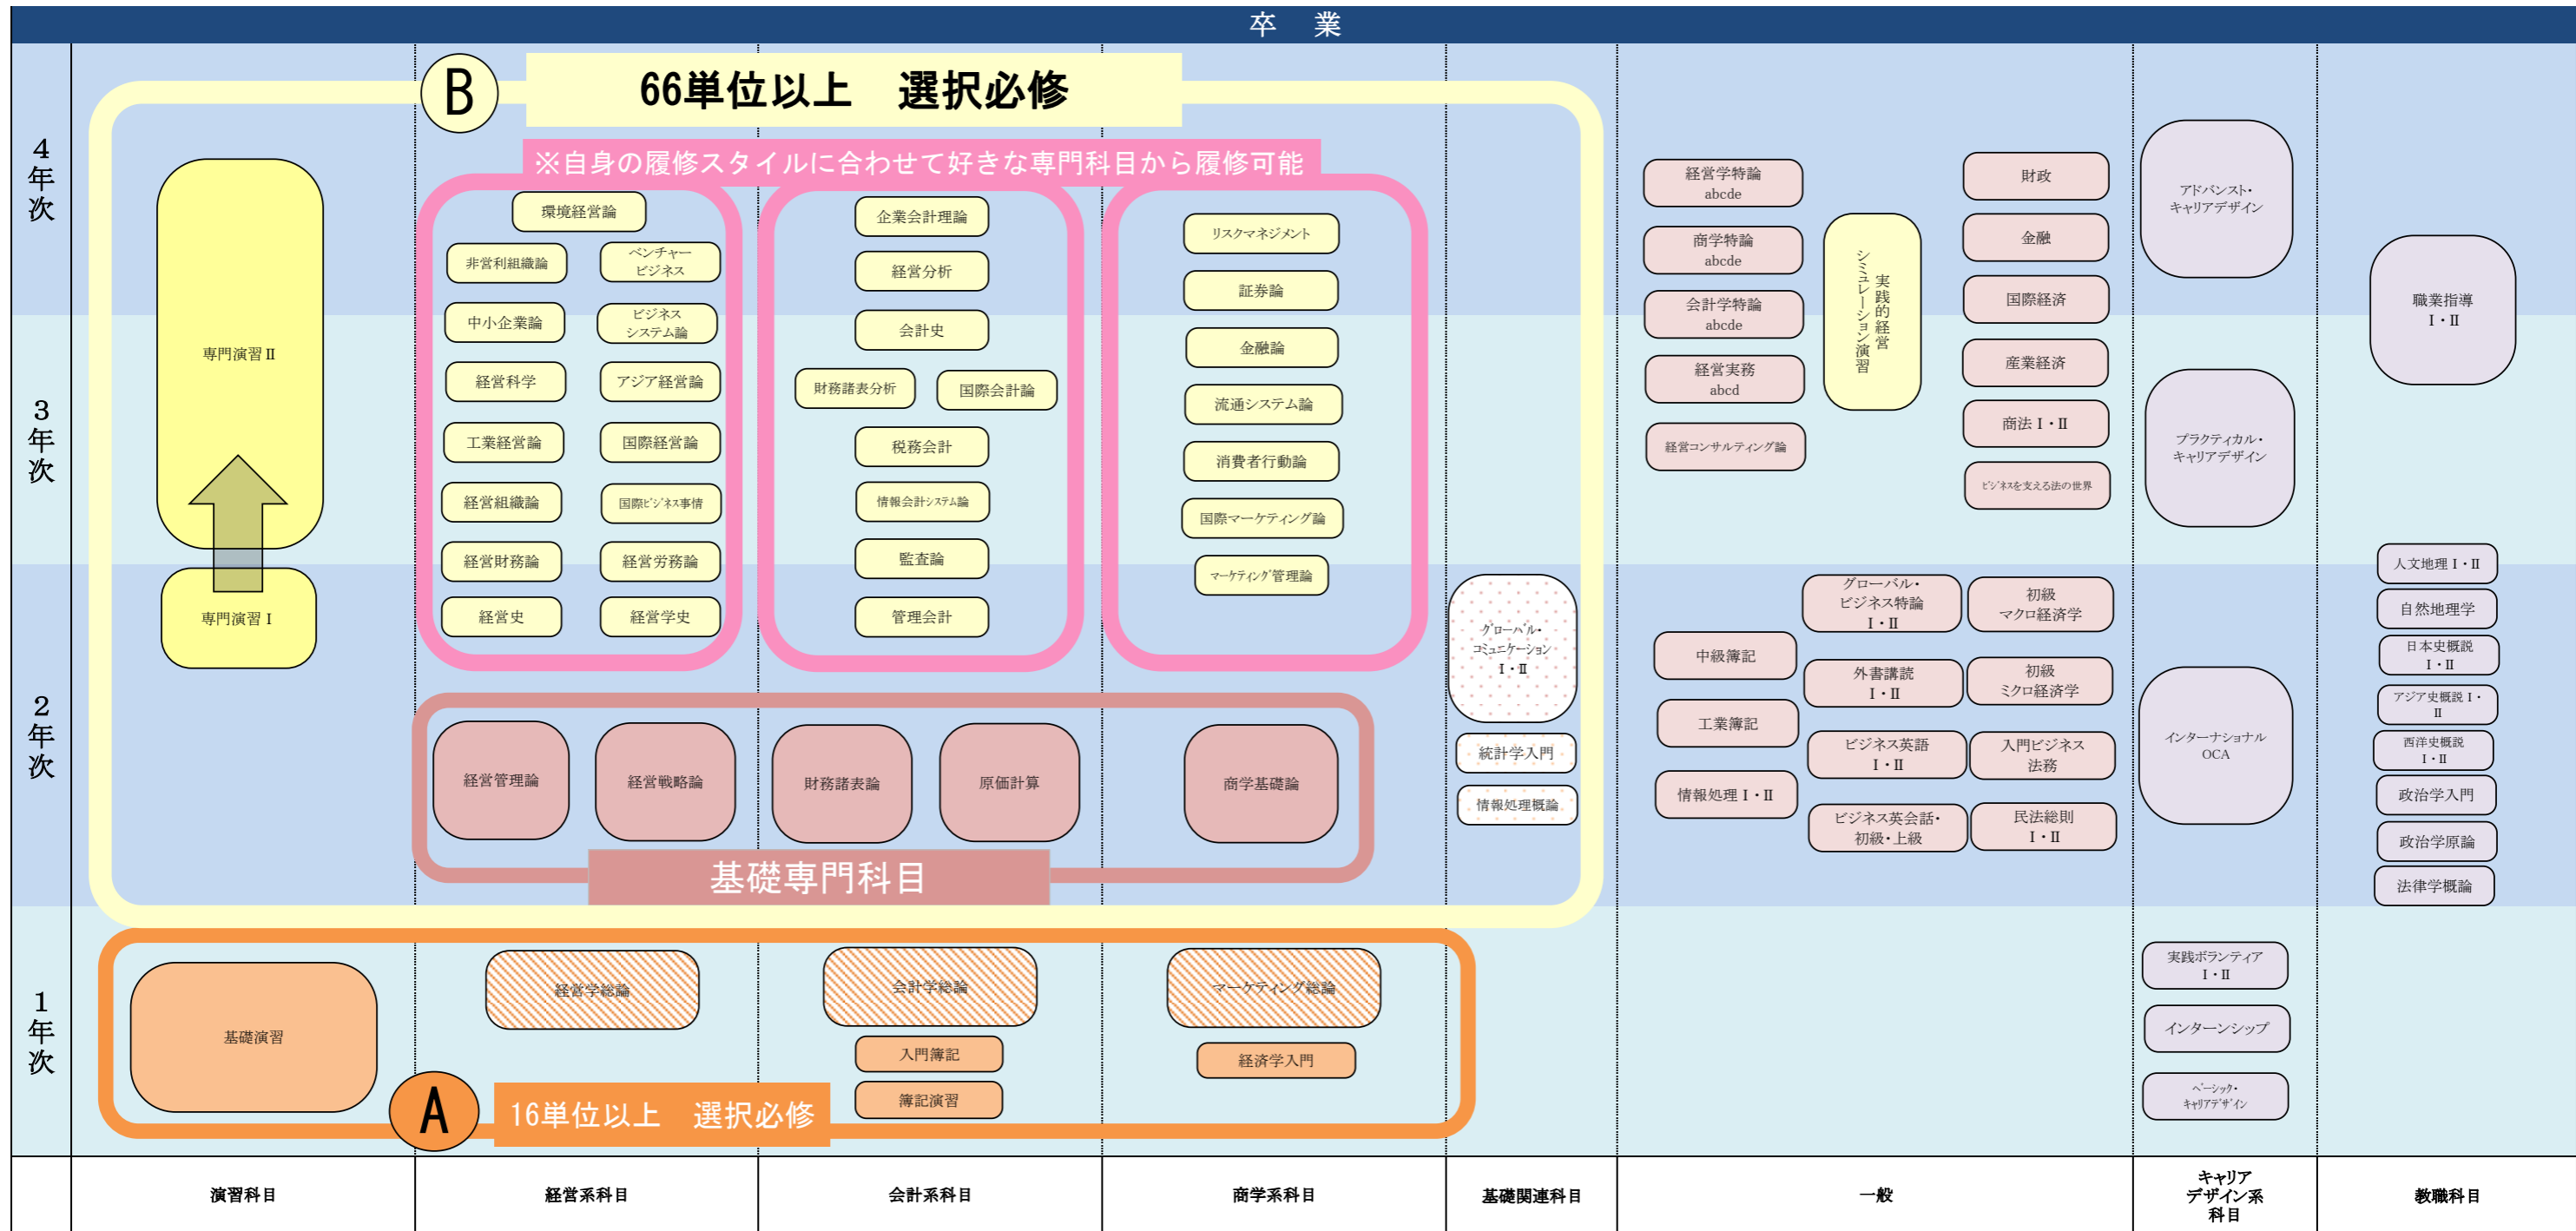 卒 業
B
66単位以上 選択必修
※自身の履修スタイルに合わせて好きな専門科目から履修可能
4年次
3年次
2年次
1年次
専門演習Ⅱ
専門演習Ⅰ
環境経営論
非営利組織論
ベンチャー
ビジネス
中小企業論
ビジネス
システム論
経営科学
アジア経営論
工業経営論
国際経営論
経営組織論
国際ビジネス事情
経営財務論
経営労務論
経営史
経営学史
企業会計理論
経営分析
会計史
財務諸表分析
国際会計論
税務会計
情報会計システム論
監査論
管理会計
リスクマネジメント
証券論
金融論
流通システム論
消費者行動論
国際マーケティング論
マーケティング管理論
経営管理論
経営戦略論
財務諸表論
原価計算
商学基礎論
基礎専門科目
グローバル・
コミュニケーション
Ⅰ・Ⅱ
統計学入門
情報処理概論
経営学特論
abcde
商学特論
abcde
会計学特論
abcde
経営実務
abcd
経営コンサルティング論
実践的経営
シミュレーション演習
財政
金融
国際経済
産業経済
商法Ⅰ・Ⅱ
ビジネスを支える法の世界
中級簿記
工業簿記
情報処理Ⅰ・Ⅱ
グローバル・
ビジネス特論
Ⅰ・Ⅱ
外書講読
Ⅰ・Ⅱ
ビジネス英語
Ⅰ・Ⅱ
ビジネス英会話・
初級・上級
初級
マクロ経済学
初級
ミクロ経済学
入門ビジネス
法務
民法総則
Ⅰ・Ⅱ
アドバンスト・
キャリアデザイン
プラクティカル・
キャリアデザイン
インターナショナル
OCA
実践ボランティア
Ⅰ・Ⅱ
インターンシップ
ベーシック・
キャリアデザイン
職業指導
Ⅰ・Ⅱ
人文地理Ⅰ・Ⅱ
自然地理学
日本史概説
Ⅰ・Ⅱ
アジア史概説Ⅰ・
Ⅱ
西洋史概説
Ⅰ・Ⅱ
政治学入門
政治学原論
法律学概論
基礎演習
経営学総論
会計学総論
マーケティング総論
入門簿記
簿記演習
経済学入門
A
16単位以上 選択必修
演習科目
経営系科目
会計系科目
商学系科目
基礎関連科目
一般
キャリア
デザイン系
科目
教職科目